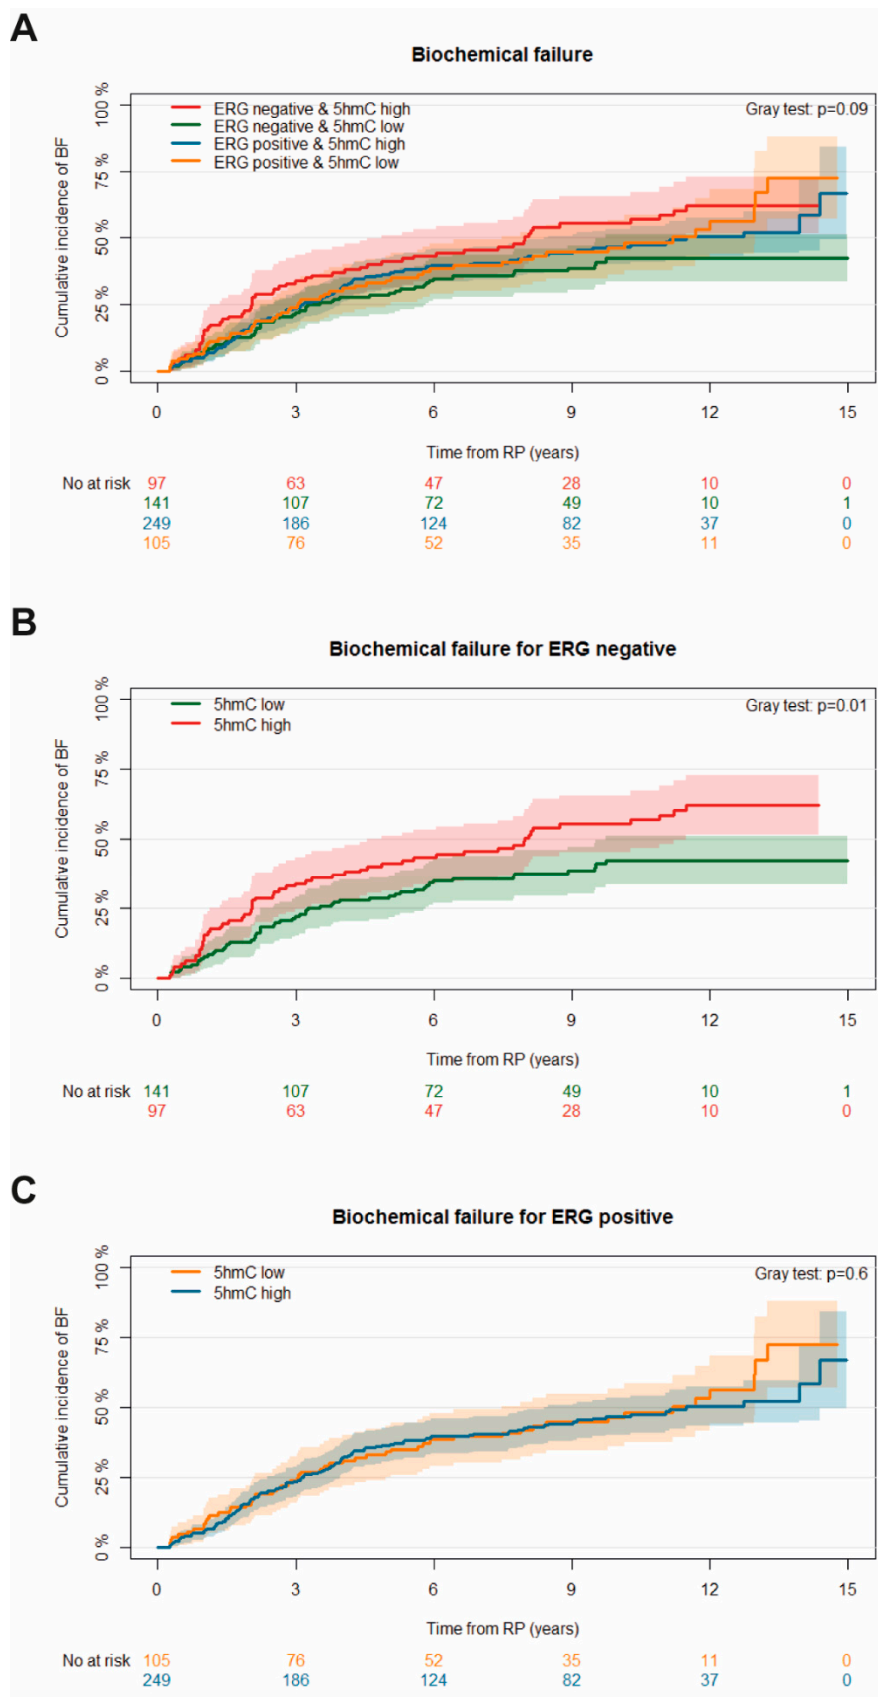 A
Biochemical failure
Cumulative incidence of BF
100 %
75 %
50 %
25 %
0 %
ERG negative & 5hmC high
ERG negative & 5hmC low
ERG positive & 5hmC high
ERG positive & 5hmC low
Gray test: p=0.09
0 3 6 9 12 15
Time from RP (years)
No at risk 97 63 47 28 10 0
141 107 72 49 10 1
249 186 124 82 37 0
105 76 52 35 11 0
B
Biochemical failure for ERG negative
Cumulative incidence of BF
100 %
75 %
50 %
25 %
0 %
5hmC low
5hmC high
Gray test: p=0.01
0 3 6 9 12 15
Time from RP (years)
No at risk 141 107 72 49 10 1
97 63 47 28 10 0
C
Biochemical failure for ERG positive
Cumulative incidence of BF
100 %
75 %
50 %
25 %
0 %
5hmC low
5hmC high
Gray test: p=0.6
0 3 6 9 12 15
Time from RP (years)
No at risk 105 76 52 35 11 0
249 186 124 82 37 0